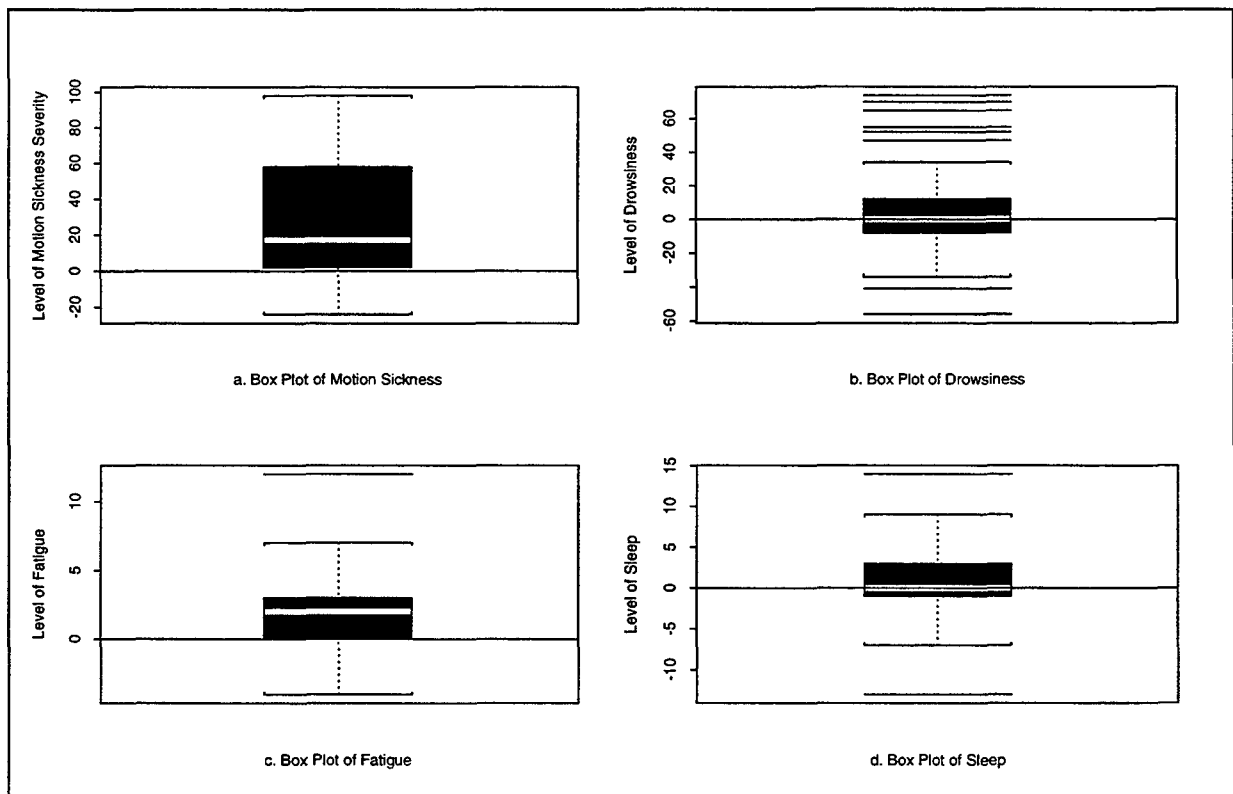 Level of Motion Sickness Severity
100
80
60
40
20
0
-20
a. Box Plot of Motion Sickness
Level of Drowsiness
60
40
20
0
-20
-60
b. Box Plot of Drowsiness
Level of Fatigue
10
5
0
c. Box Plot of Fatigue
Level of Sleep
15
10
5
0
-5
-10
d. Box Plot of Sleep